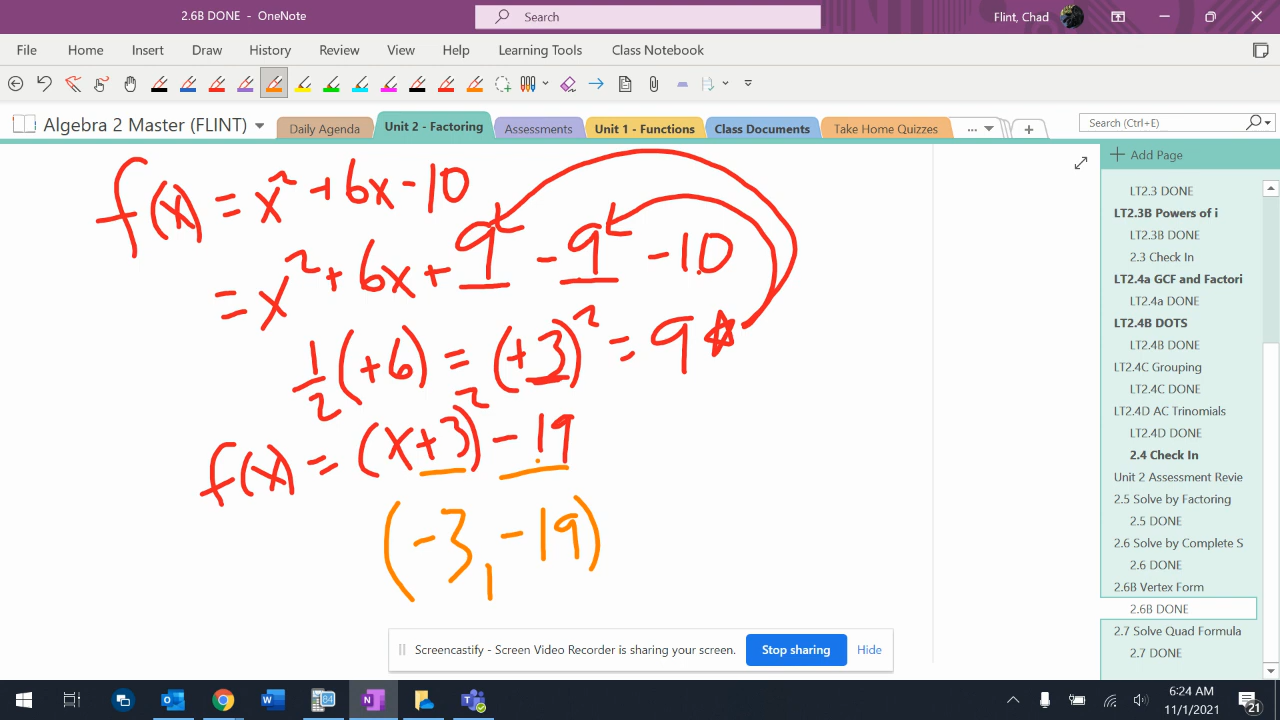 2.6B DONE - OneNote
Search
Flint, Chad
File Home Insert Draw History Review View Help Learning Tools Class Notebook
Algebra 2 Master (FLINT)
Daily Agenda
Unit 2 - Factoring
Assessments
Unit 1 - Functions
Class Documents
Take Home Quizzes
...
Search (Ctrl+E)
f(x) = x² + 6x - 10
= x² + 6x + 9 - 9 - 10
1/2 (+6) = (+3)² = 9
f(x) = (x+3)² - 19
(-3, -19)
Add Page
LT2.3 DONE
LT2.3B Powers of i
LT2.3B DONE
2.3 Check In
LT2.4a GCF and Factori
LT2.4a DONE
LT2.4B DOTS
LT2.4B DONE
LT2.4C Grouping
LT2.4C DONE
LT2.4D AC Trinomials
LT2.4D DONE
2.4 Check In
Unit 2 Assessment Revie
2.5 Solve by Factoring
2.5 DONE
2.6 Solve by Complete S
2.6 DONE
2.6B Vertex Form
2.6B DONE
2.7 Solve Quad Formula
2.7 DONE
Screencastify - Screen Video Recorder is sharing your screen.
Stop sharing
Hide
84
6:24 AM
11/1/2021
21